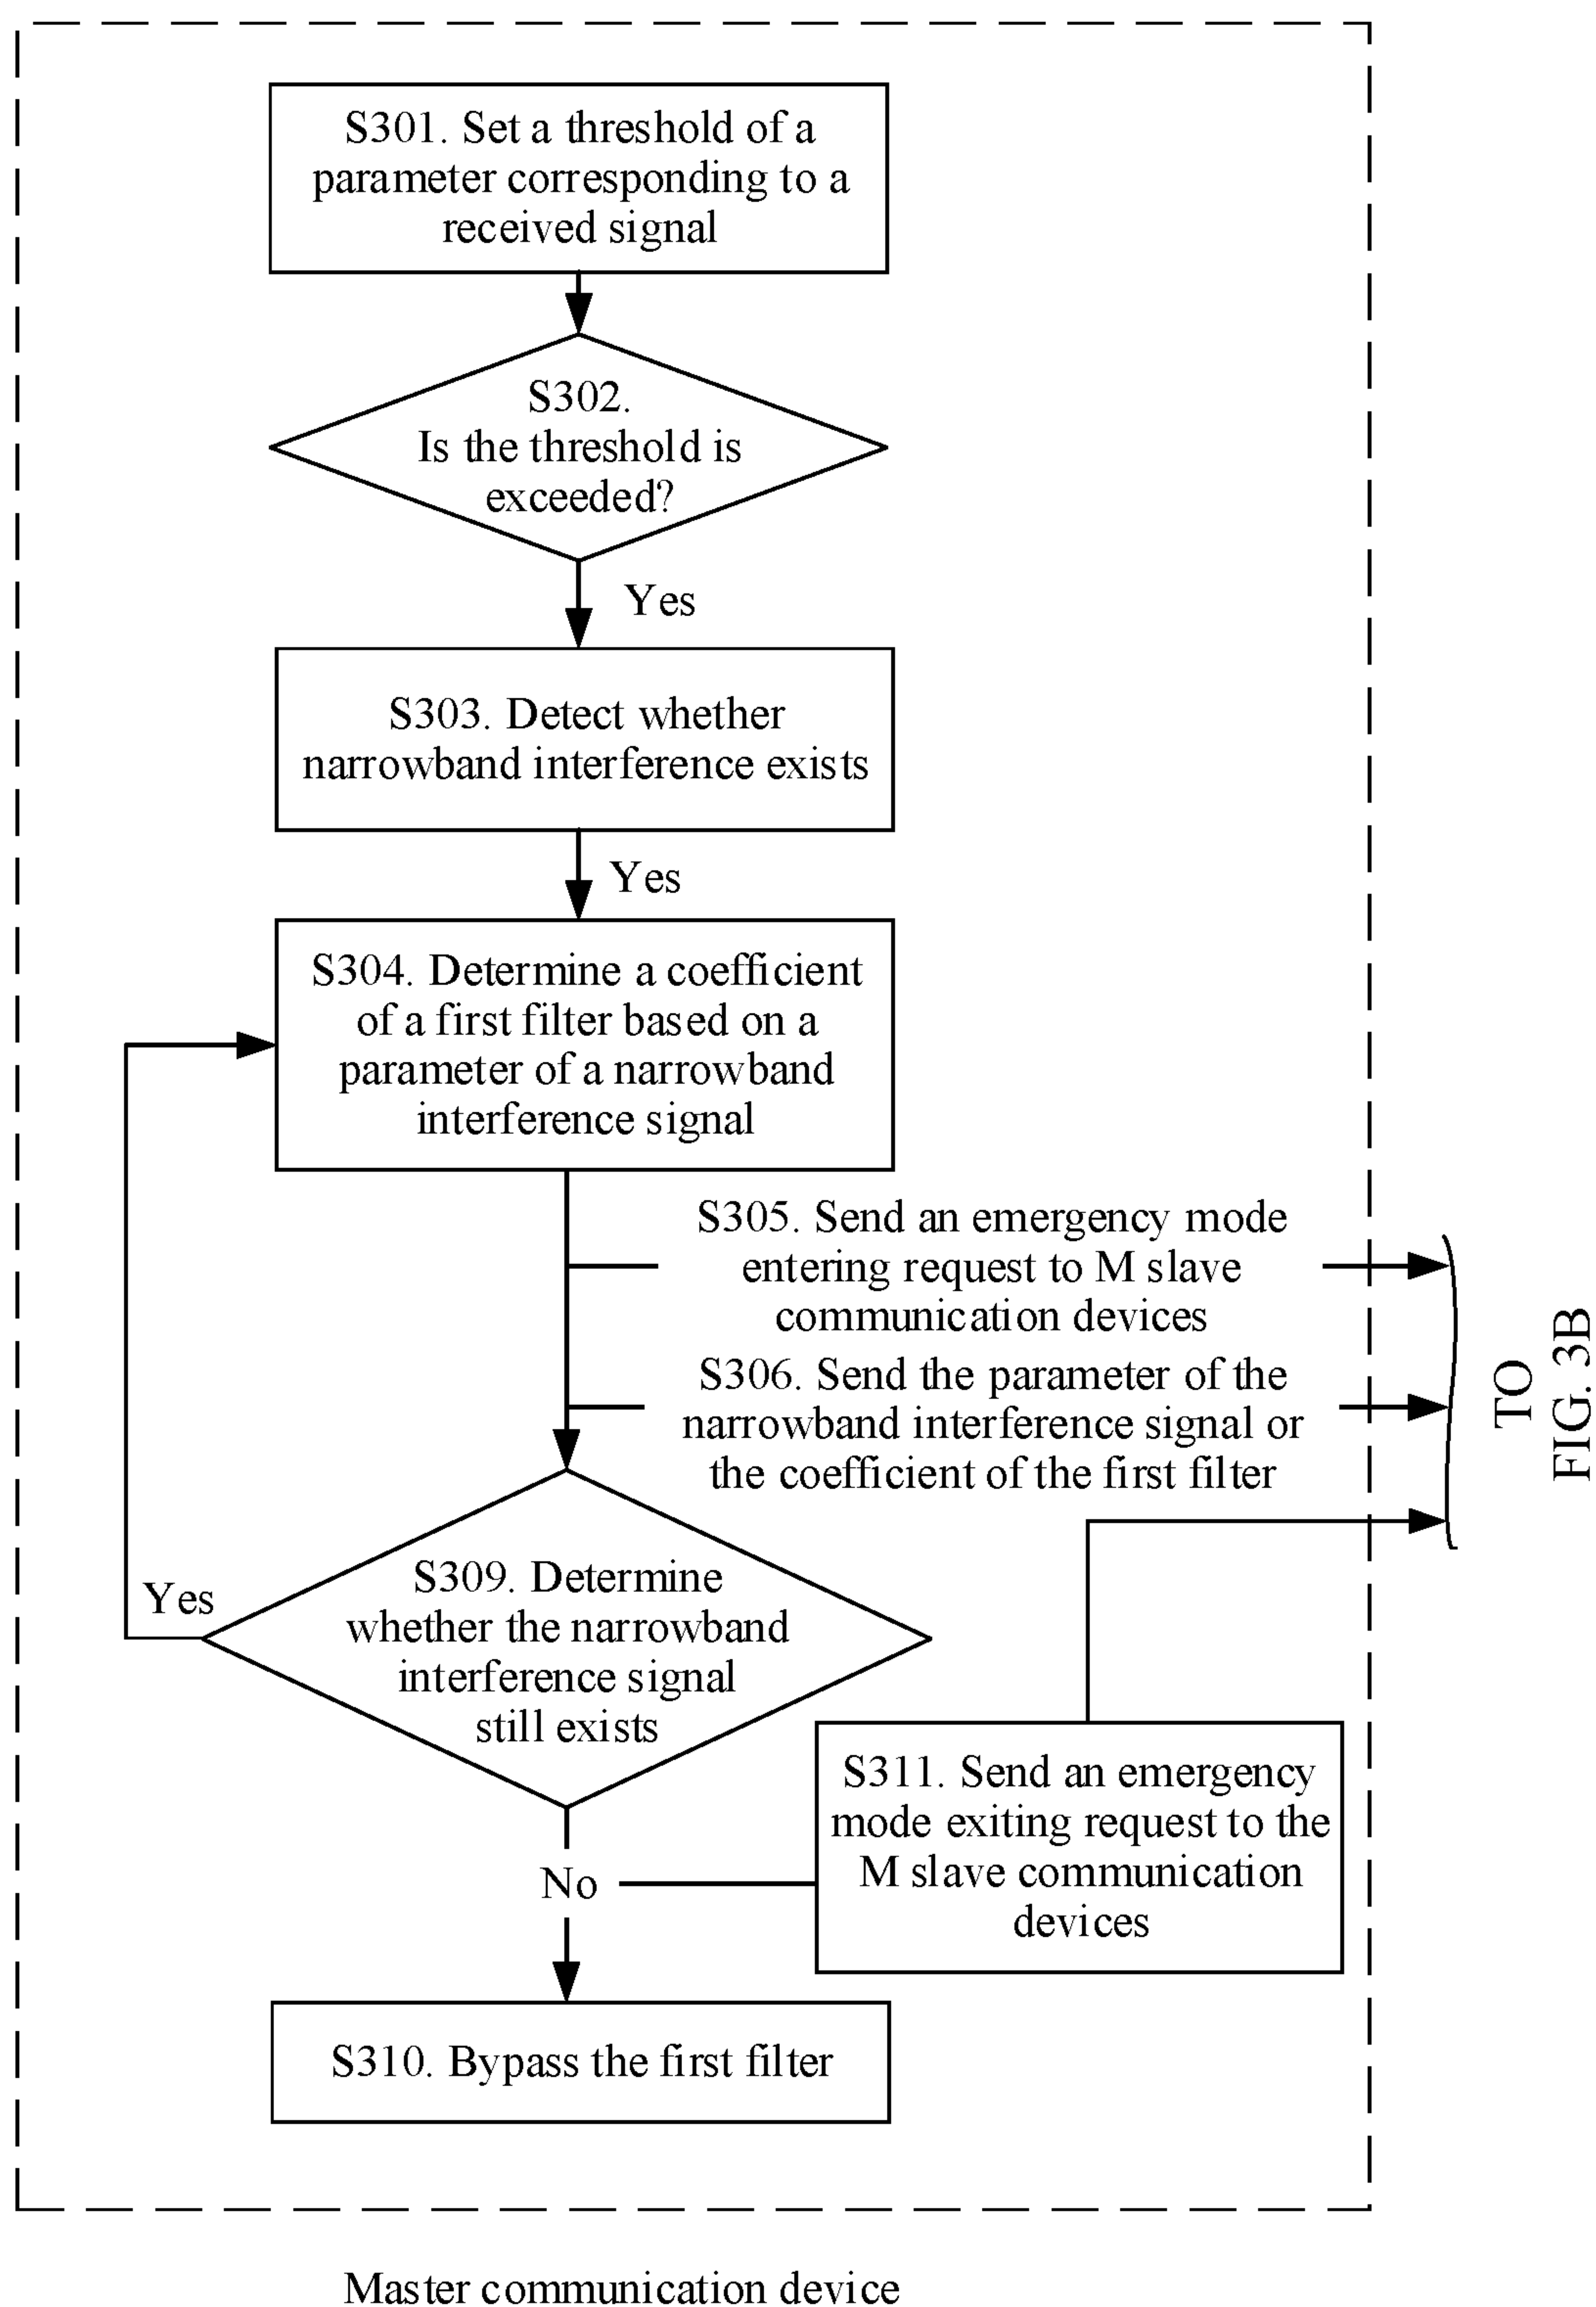 S301. Set a threshold of a
parameter corresponding to a
received signal
S302.
Is the threshold is
exceeded?
Yes
S303. Detect whether
narrowband interference exists
Yes
S304. Determine a coefficient
of a first filter based on a
parameter of a narrowband
interference signal
S305. Send an emergency mode
entering request to M slave
communication devices
S306. Send the parameter of the
narrowband interference signal or
the coefficient of the first filter
TO
FIG. 3B
S309. Determine
whether the narrowband
interference signal
still exists
Yes
S311. Send an emergency
mode exiting request to the
M slave communication
devices
No
S310. Bypass the first filter
Master communication device